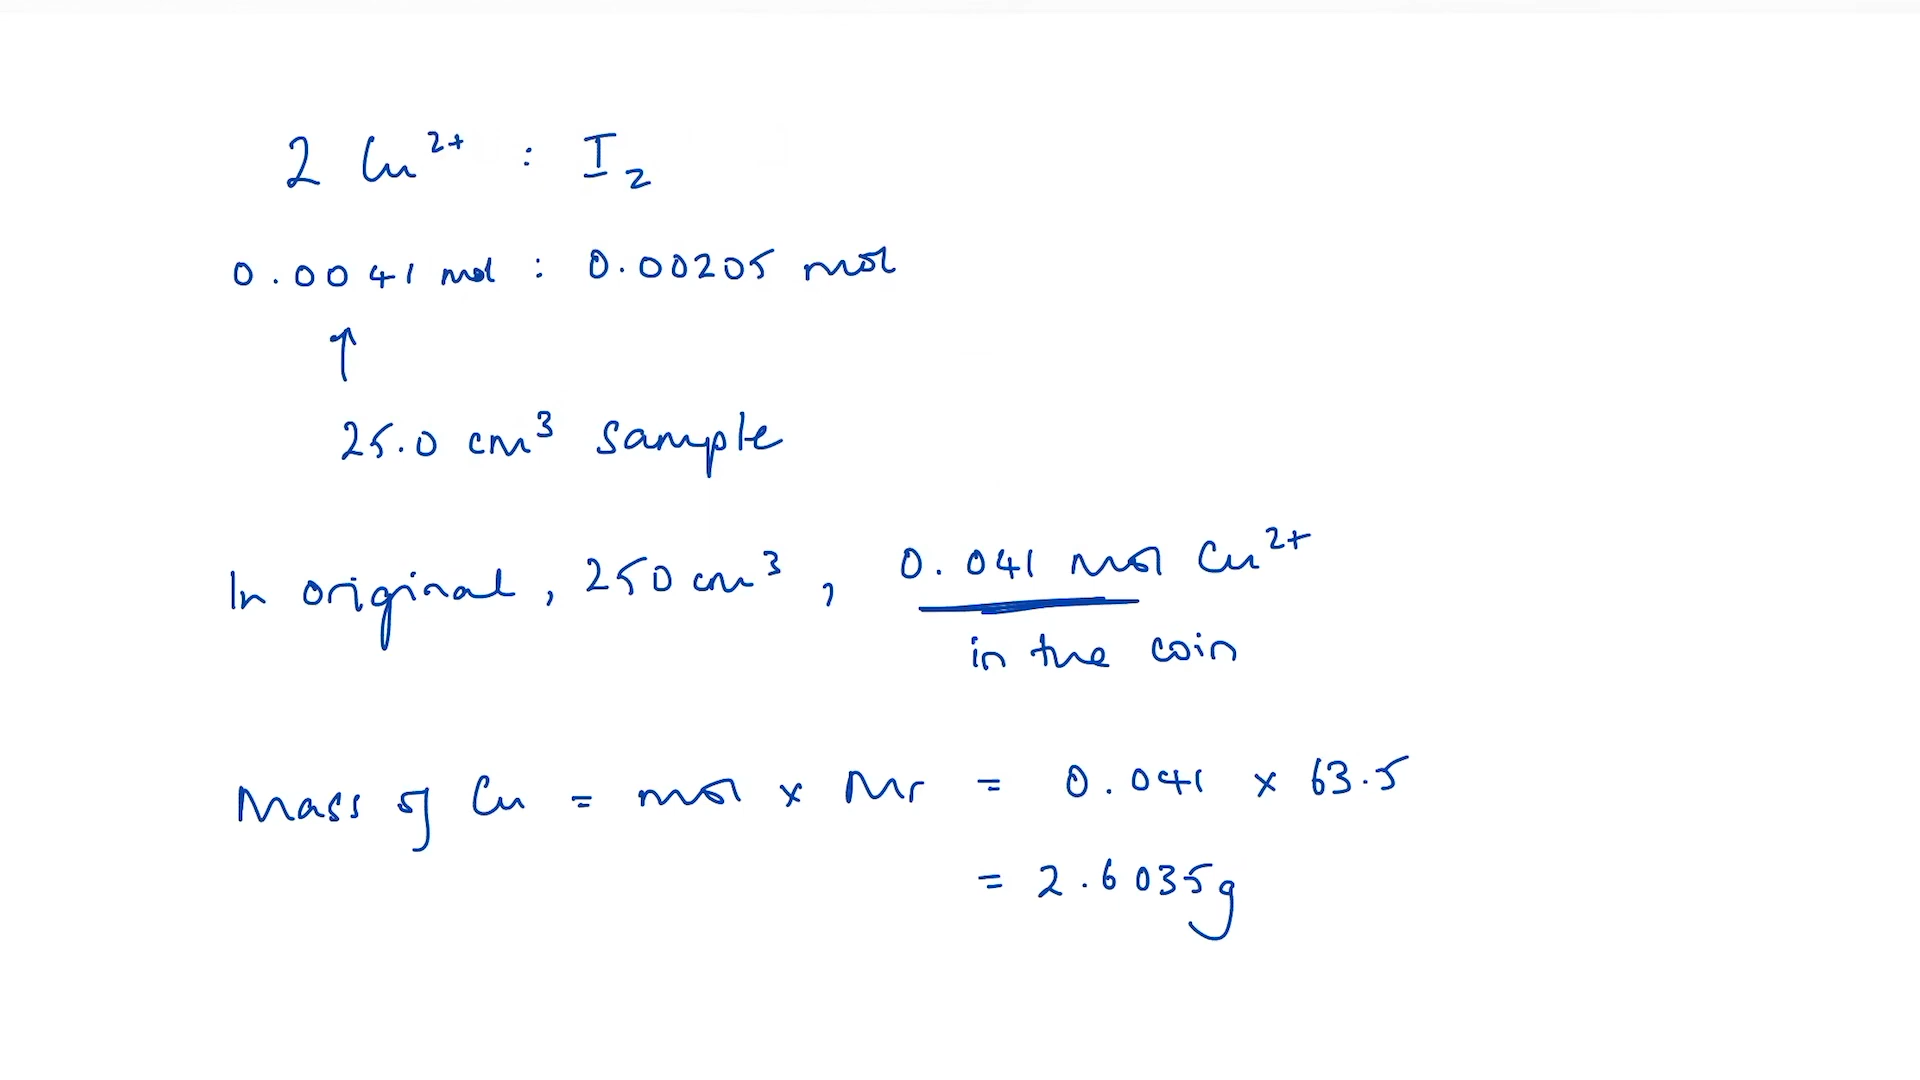 2 Cu²⁺ : I₂
0.0041 mol : 0.00205 mol
↑
25.0 cm³ sample
In original, 250 cm³, 0.041 mol Cu²⁺
in the coin
Mass of Cu = mol x Mr = 0.041 x 63.5
= 2.6035g